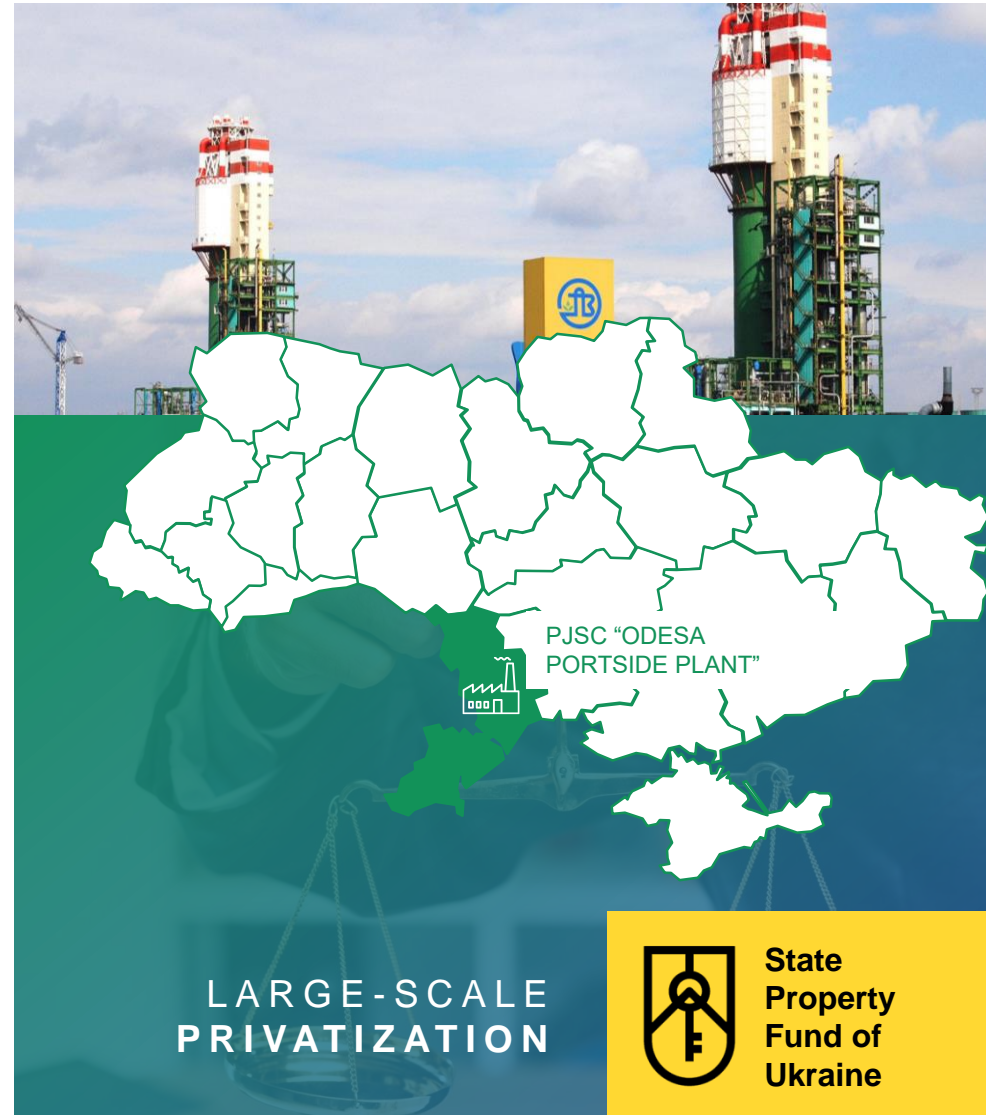 PJSC “ODESA
PORTSIDE PLANT”
LARGE-SCALE
PRIVATIZATION
State
Property
Fund of
Ukraine